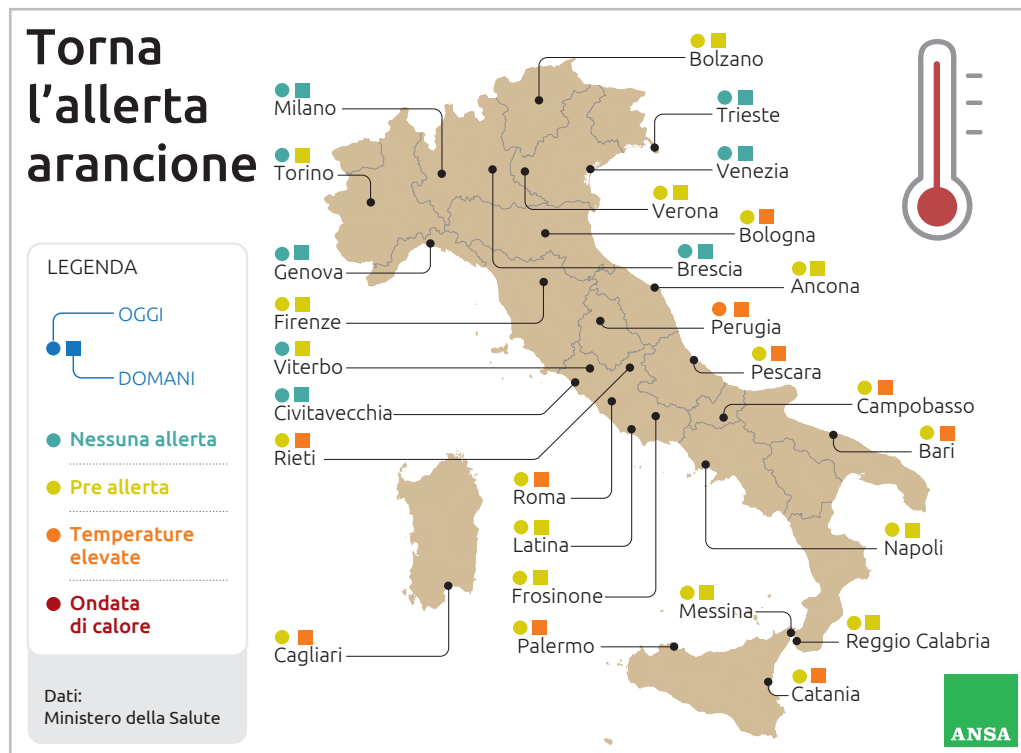 Torna
l'allerta
arancione
LEGENDA
OGGI
DOMANI
Nessuna allerta
Pre allerta
Temperature
elevate
Ondata
di calore
Dati:
Ministero della Salute
Bolzano
Milano
Trieste
Torino
Venezia
Verona
Bologna
Genova
Brescia
Ancona
Firenze
Perugia
Viterbo
Pescara
Civitavecchia
Campobasso
Rieti
Bari
Roma
Latina
Napoli
Frosinone
Messina
Cagliari
Palermo
Reggio Calabria
Catania
ANSA